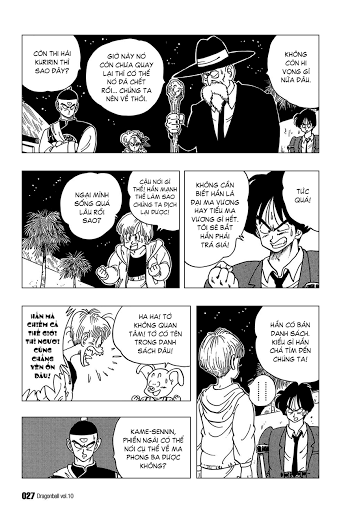 CÒN THI HÀI
KURIRIN THÌ
SAO ĐÂY?
GIỜ NÀY NÓ
CÒN CHƯA QUAY
LẠI THÌ CÓ THỂ
NÓ ĐÃ CHẾT
RỒI... CHÚNG TA
NÊN VỀ THÔI.
KHÔNG
CÒN HI
VỌNG GÌ
NỮA ĐÂU.
NGẠI MÌNH
SỐNG QUÁ
LÂU RỒI
SAO?
CẬU NÓI GÌ
THẾ! HẮN MẠNH
THẾ LÀM SAO
CHÚNG TA ĐỊCH
LẠI ĐƯỢC!
KHÔNG CẦN
BIẾT HẮN LÀ
ĐẠI MA VƯƠNG
HAY TIỂU MA
VƯƠNG GÌ HẾT.
TÔI SẼ BẮT
HẮN PHẢI
TRẢ GIÁ!
TỨC
QUÁ!
HẮN MÀ
CHIẾM CẢ
THẾ GIỚI
THÌ NGƯƠI
CŨNG
CHẲNG
YÊN ỔN
ĐÂU!
HA HA! TỚ
KHÔNG QUAN
TÂM! TỚ CÓ TÊN
TRONG DANH
SÁCH ĐÂU!
HẮN CÓ BẢN
DANH SÁCH.
KIỂU GÌ HẮN
CHẢ TÌM ĐẾN
CHÚNG TA!
KAME-SENNIN,
PHIỀN NGÀI CÓ THỂ
NÓI CỤ THỂ VỀ MA
PHONG BA ĐƯỢC
KHÔNG?
027 Dragonball vol.10